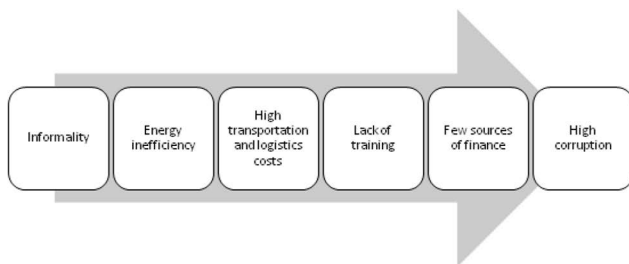 Informality
Energy
inefficiency
High
transportation
and logistics
costs
Lack of
training
Few sources
of finance
High
corruption